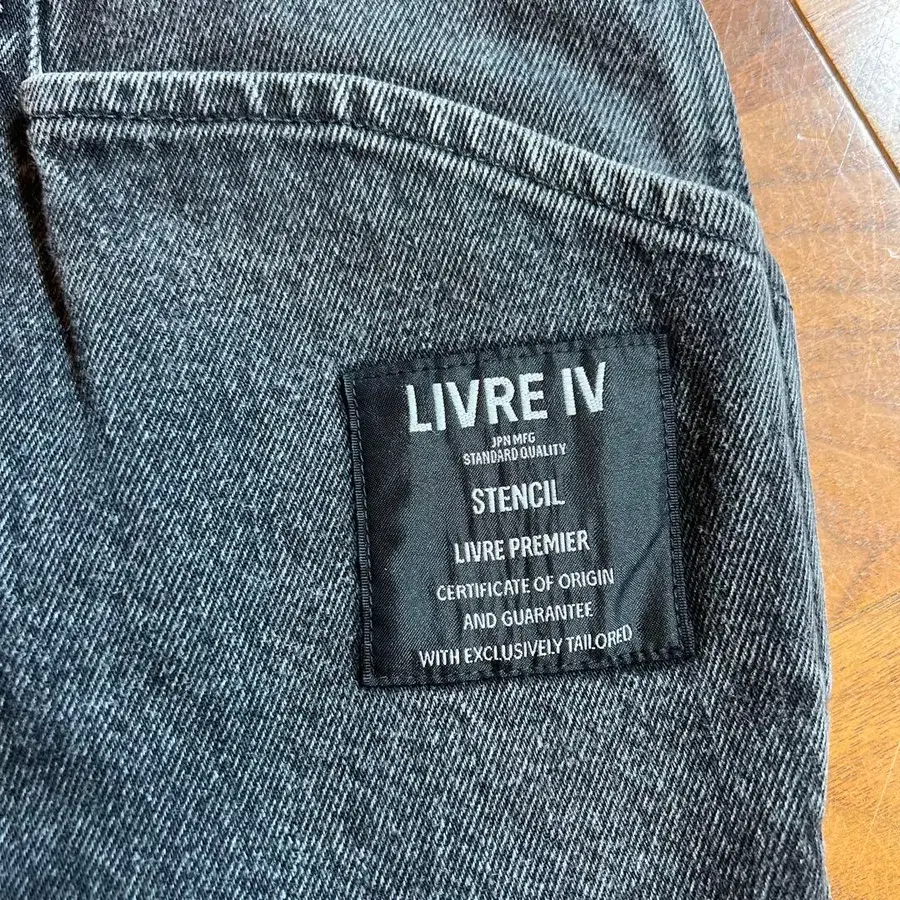 LIVRE IV
JPN MFG
STANDARD QUALITY
STENCIL
LIVRE PREMIER
CERTIFICATE OF ORIGIN
AND GUARANTEE
WITH EXCLUSIVELY TAILORED